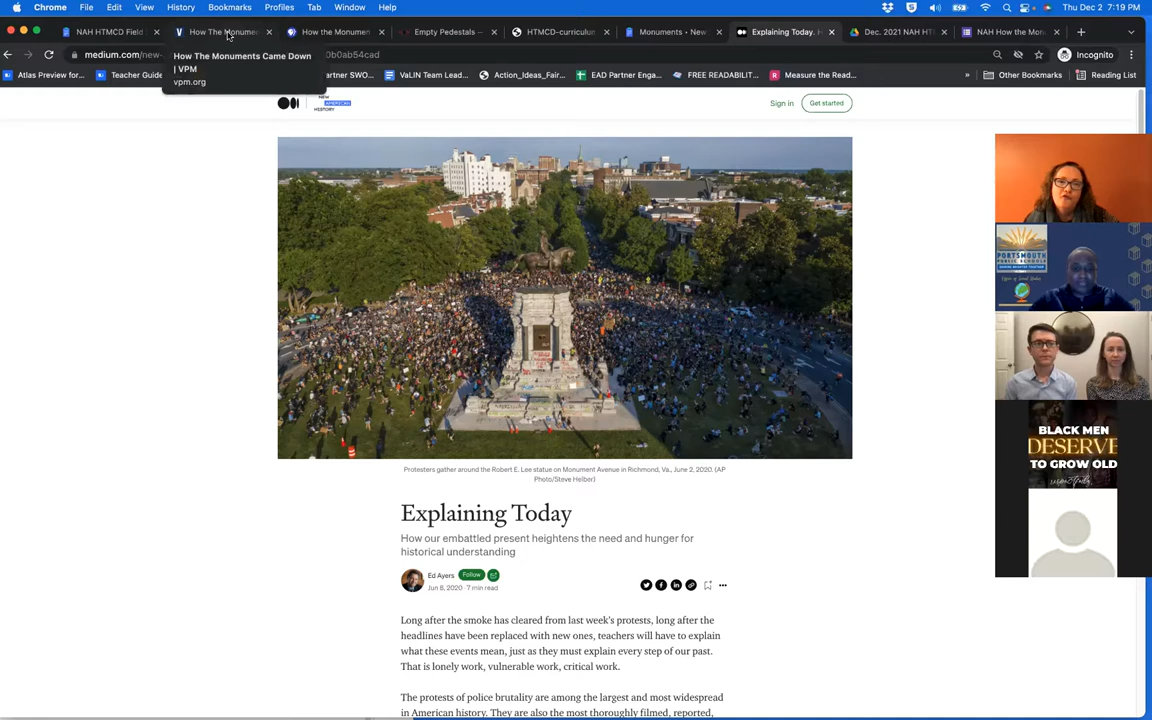 Chrome File Edit View History Bookmarks Profiles Tab Window Help Thu Dec 2 7:19 PM
NAH HTMCD Field How The Monumen How the Monument Empty Pedestals — HTMCD-curriculum Monuments • New Explaining Today. H Dec. 2021 NAH HT NAH How the Mon
medium.com/new- 0b0ab54cad Incognito
Atlas Preview for... Teacher Guide artner SWO... VaLIN Team Lead... Action_Ideas_Fair... EAD Partner Enga... FREE READABILIT... Measure the Read... » Other Bookmarks Reading List
How The Monuments Came Down
| VPM
vpm.org
NEW
AMERICAN
HISTORY
Sign in Get started
Protesters gather around the Robert E. Lee statue on Monument Avenue in Richmond, Va., June 2, 2020. (AP
Photo/Steve Helber)
Explaining Today
How our embattled present heightens the need and hunger for
historical understanding
Ed Ayers Follow
Jun 8, 2020 · 7 min read
Long after the smoke has cleared from last week's protests, long after the
headlines have been replaced with new ones, teachers will have to explain
what these events mean, just as they must explain every step of our past.
That is lonely work, vulnerable work, critical work.
The protests of police brutality are among the largest and most widespread
in American history. They are also the most thoroughly filmed, reported,
PORTSMOUTH
PUBLIC SCHOOLS
BLACK MEN
DESERVE
TO GROW OLD